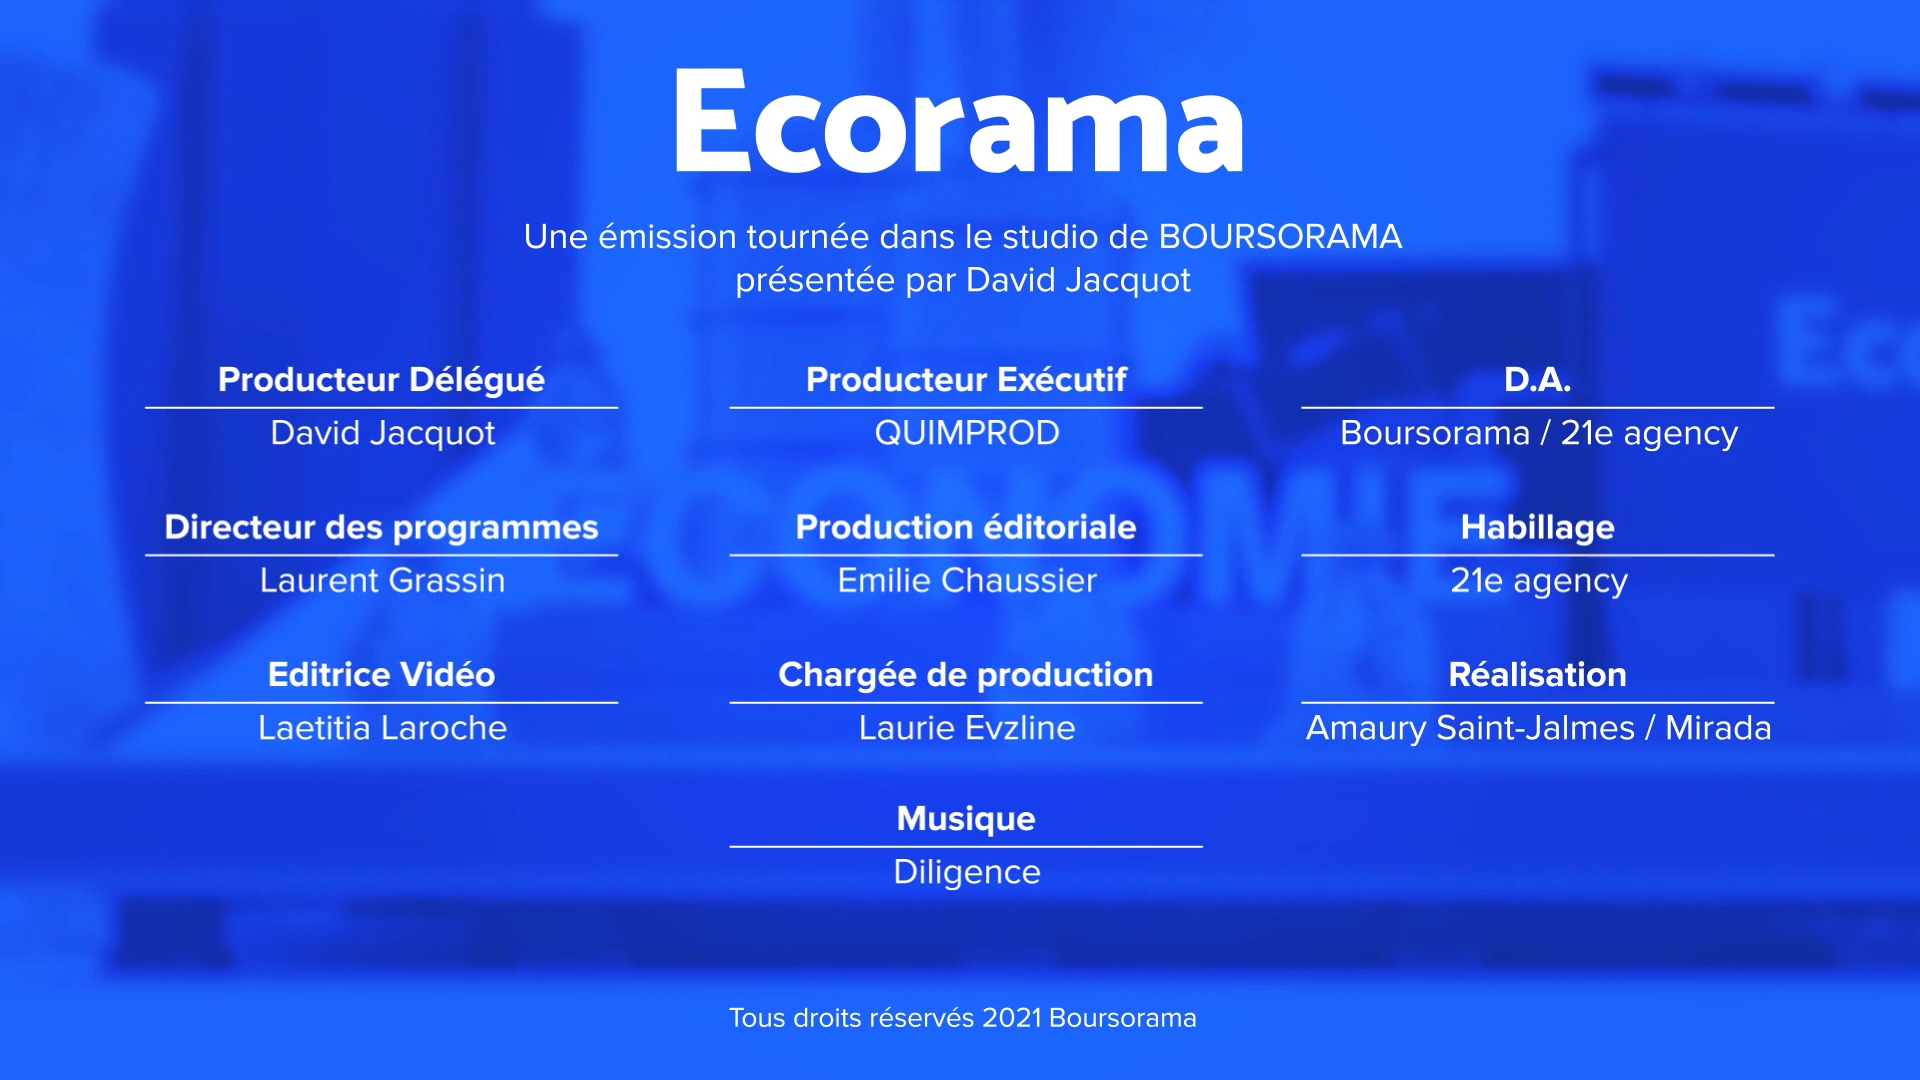 Ecorama
Une émission tournée dans le studio de BOURSORAMA
présentée par David Jacquot
Producteur Délégué
David Jacquot
Producteur Exécutif
QUIMPROD
D.A.
Boursorama / 21e agency
Directeur des programmes
Laurent Grassin
Production éditoriale
Emilie Chaussier
Habillage
21e agency
Editrice Vidéo
Laetitia Laroche
Chargée de production
Laurie Evzline
Réalisation
Amaury Saint-Jalmes / Mirada
Musique
Diligence
Tous droits réservés 2021 Boursorama
ECONOMIE
Eco